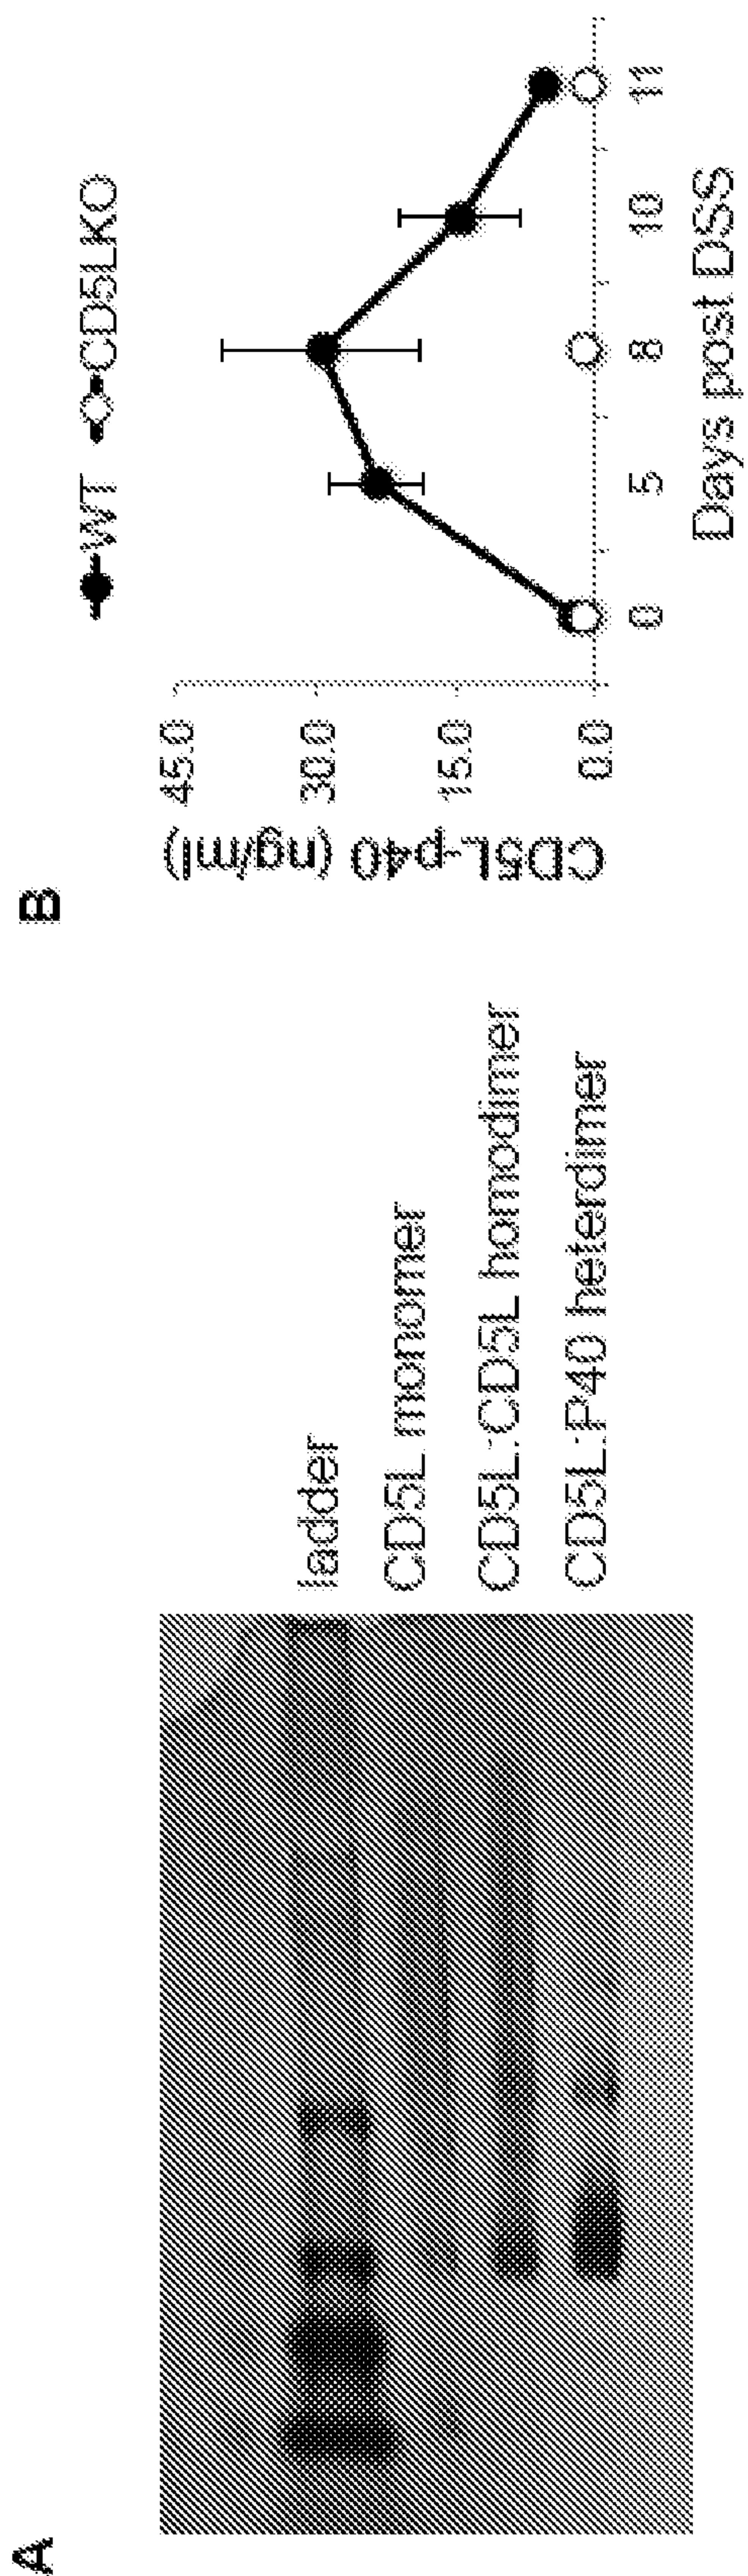 A
ladder
CD5L monomer
CD5L:CD5L homodimer
CD5L:P40 heterdimer
B
WT CD5LKO
CD5L-p40 (ng/ml)
45.0
30.0
15.0
0.0
0 5 8 10 11
Days post DSS